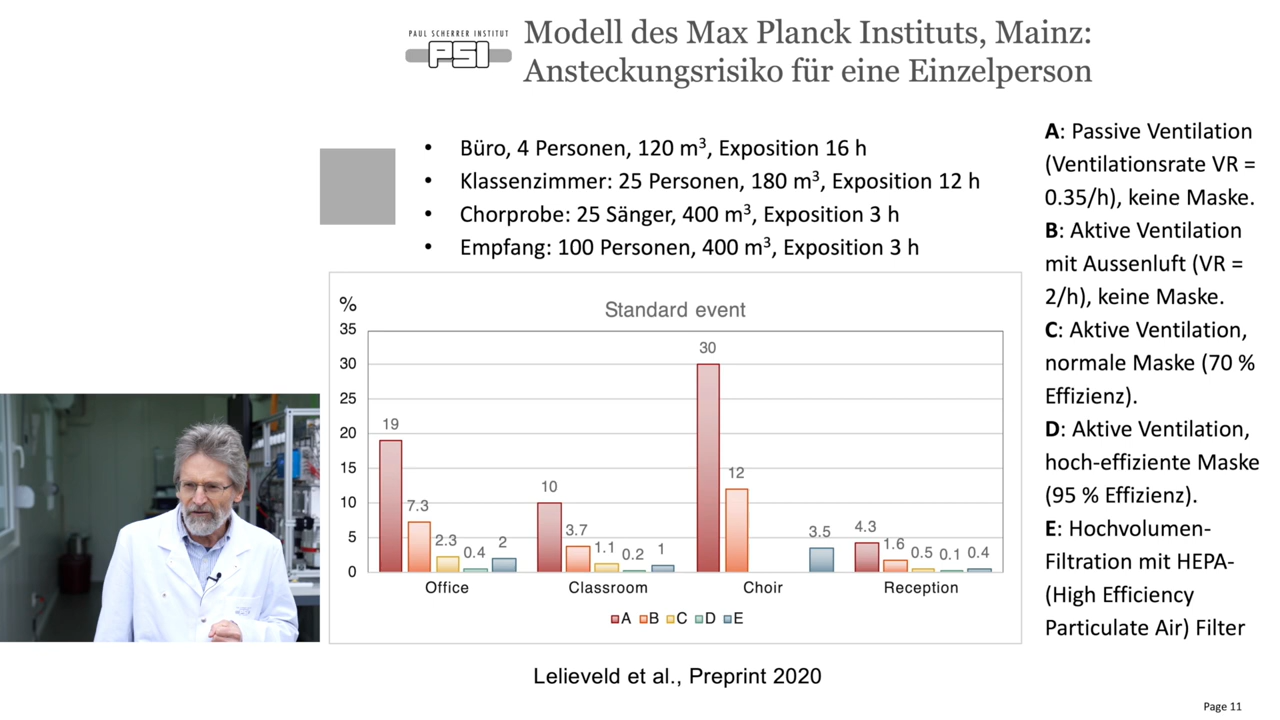 PAUL SCHERRER INSTITUT
PSI
Modell des Max Planck Instituts, Mainz:
Ansteckungsrisiko für eine Einzelperson
• Büro, 4 Personen, 120 m³, Exposition 16 h
• Klassenzimmer: 25 Personen, 180 m³, Exposition 12 h
• Chorprobe: 25 Sänger, 400 m³, Exposition 3 h
• Empfang: 100 Personen, 400 m³, Exposition 3 h
%
Standard event
35
30
25
20
15
10
5
0
19
7.3
2.3
0.4
2
10
3.7
1.1
0.2
1
30
12
3.5
4.3
1.6
0.5
0.1
0.4
Office
Classroom
Choir
Reception
A B C D E
Lelieveld et al., Preprint 2020
A: Passive Ventilation
(Ventilationsrate VR =
0.35/h), keine Maske.
B: Aktive Ventilation
mit Aussenluft (VR =
2/h), keine Maske.
C: Aktive Ventilation,
normale Maske (70 %
Effizienz).
D: Aktive Ventilation,
hoch-effiziente Maske
(95 % Effizienz).
E: Hochvolumen-
Filtration mit HEPA-
(High Efficiency
Particulate Air) Filter
Page 11